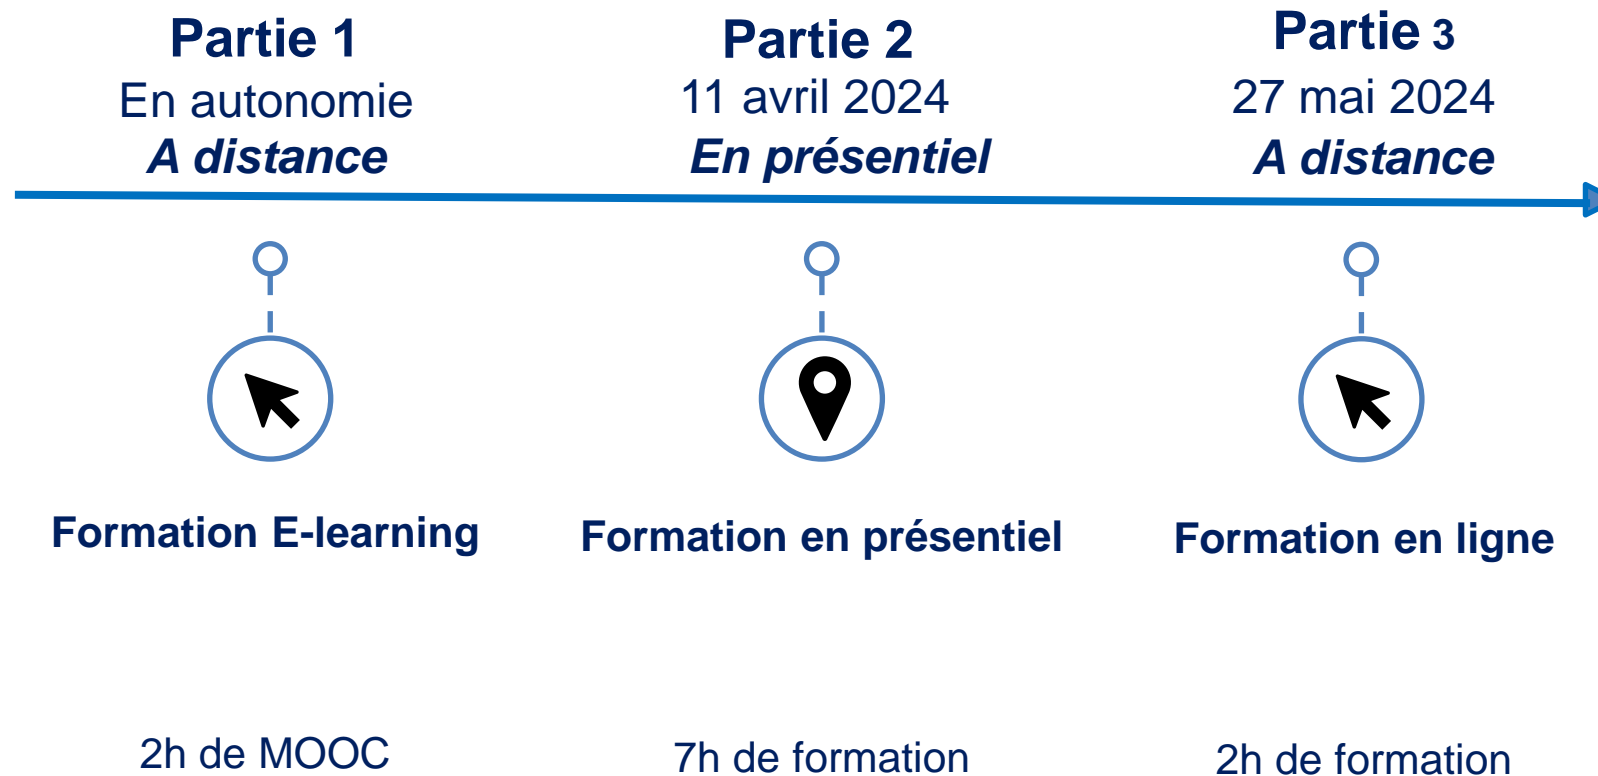 Partie 1
En autonomie
A distance
Partie 2
11 avril 2024
En présentiel
Partie 3
27 mai 2024
A distance
Formation E-learning
Formation en présentiel
Formation en ligne
2h de MOOC
7h de formation
2h de formation